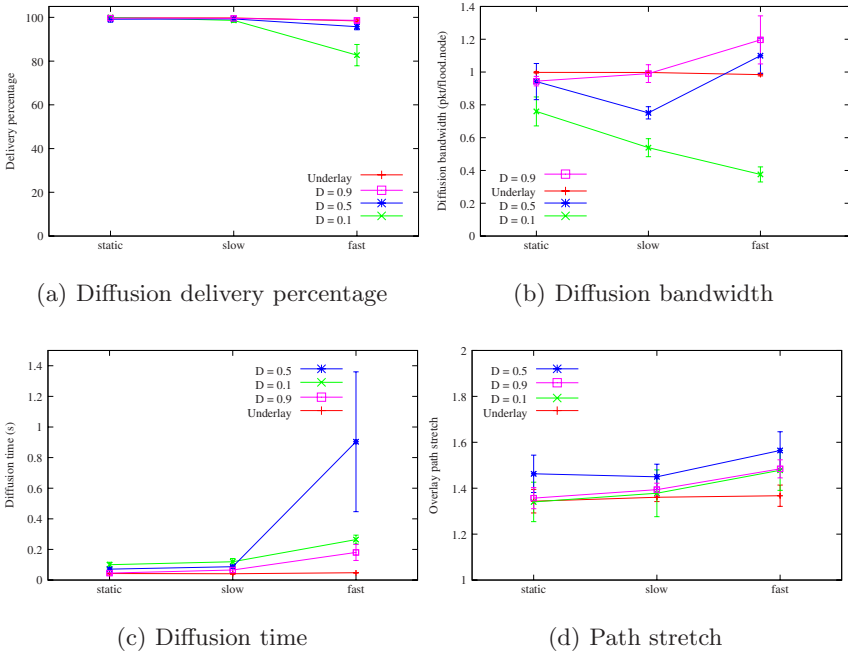 100
80
60
40
20
0
Delivery percentage
Underlay
D = 0.9
D = 0.5
D = 0.1
static slow fast
(a) Diffusion delivery percentage
1.4
1.2
1
0.8
0.6
0.4
0.2
0
Diffusion bandwidth (pkt/flood.node)
D = 0.9
Underlay
D = 0.5
D = 0.1
static slow fast
(b) Diffusion bandwidth
1.4
1.2
1
0.8
0.6
0.4
0.2
0
Diffusion time (s)
D = 0.5
D = 0.1
D = 0.9
Underlay
static slow fast
(c) Diffusion time
2
1.8
1.6
1.4
1.2
1
Overlay path stretch
D = 0.5
D = 0.9
D = 0.1
Underlay
static slow fast
(d) Path stretch